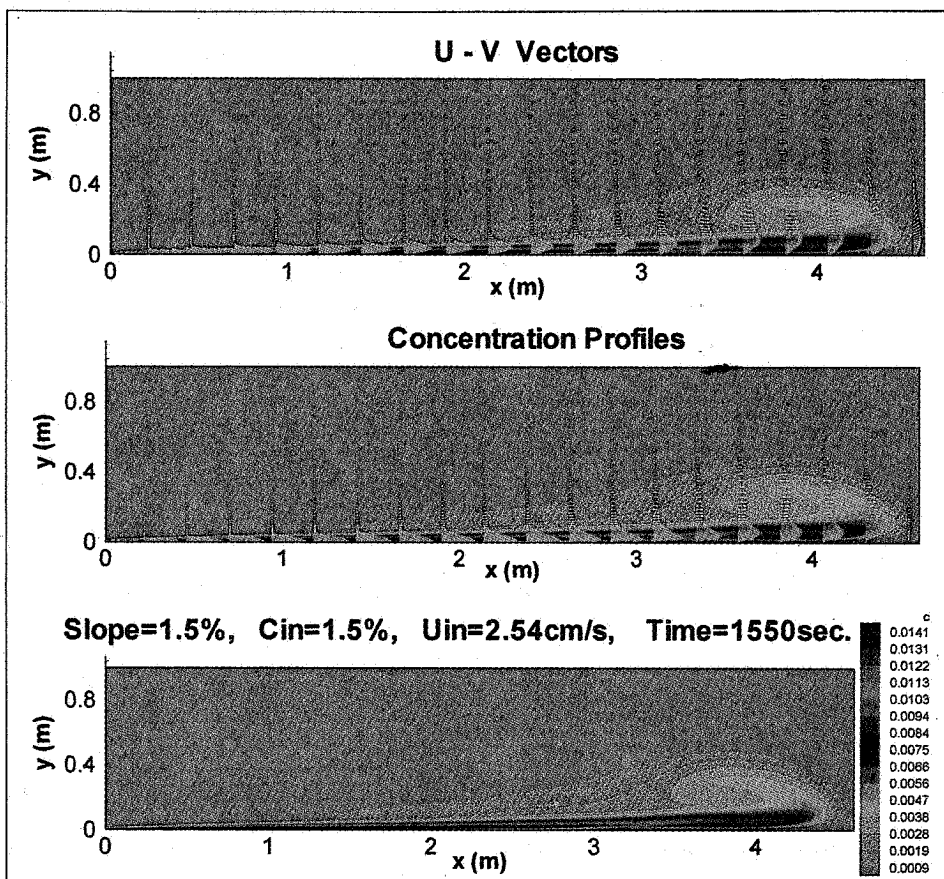 U - V Vectors
y (m)
0.8
0.4
0
0 1 2 3 4
x (m)
Concentration Profiles
y (m)
0.8
0.4
0
0 1 2 3 4
x (m)
Slope=1.5%, Cin=1.5%, Uin=2.54cm/s, Time=1550sec.
y (m)
0.8
0.4
0
0 1 2 3 4
x (m)
c
0.0141
0.0131
0.0122
0.0113
0.0103
0.0094
0.0084
0.0075
0.0066
0.0056
0.0047
0.0038
0.0028
0.0019
0.0009